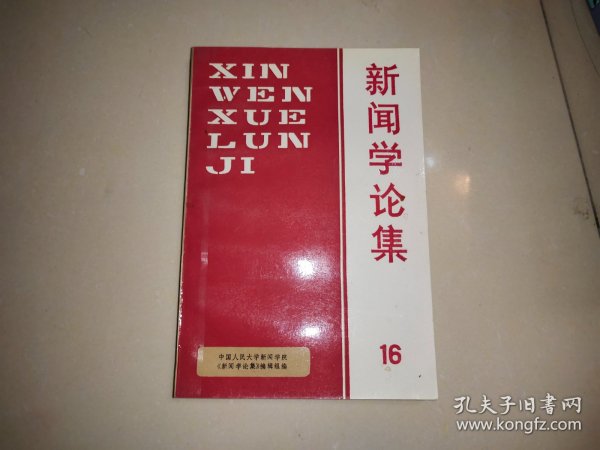 XIN
WEN
XUE
LUN
JI
新闻学论集
16
中国人民大学新闻学院
《新闻学论集》编辑组编
孔夫子旧书网
www.kongfz.com